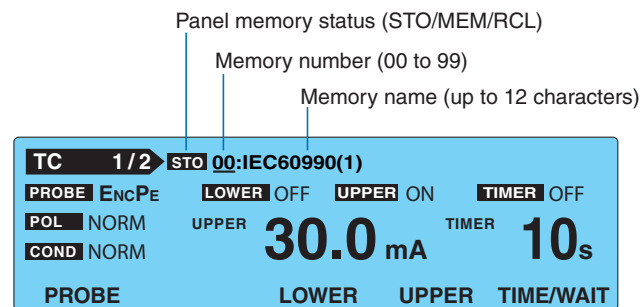 Panel memory status (STO/MEM/RCL)
Memory number (00 to 99)
Memory name (up to 12 characters)
TC 1/2 STO 00:IEC60990(1)
PROBE ENCPE LOWER OFF UPPER ON TIMER OFF
POL NORM UPPER 30.0 mA TIMER 10s
COND NORM
PROBE LOWER UPPER TIME/WAIT